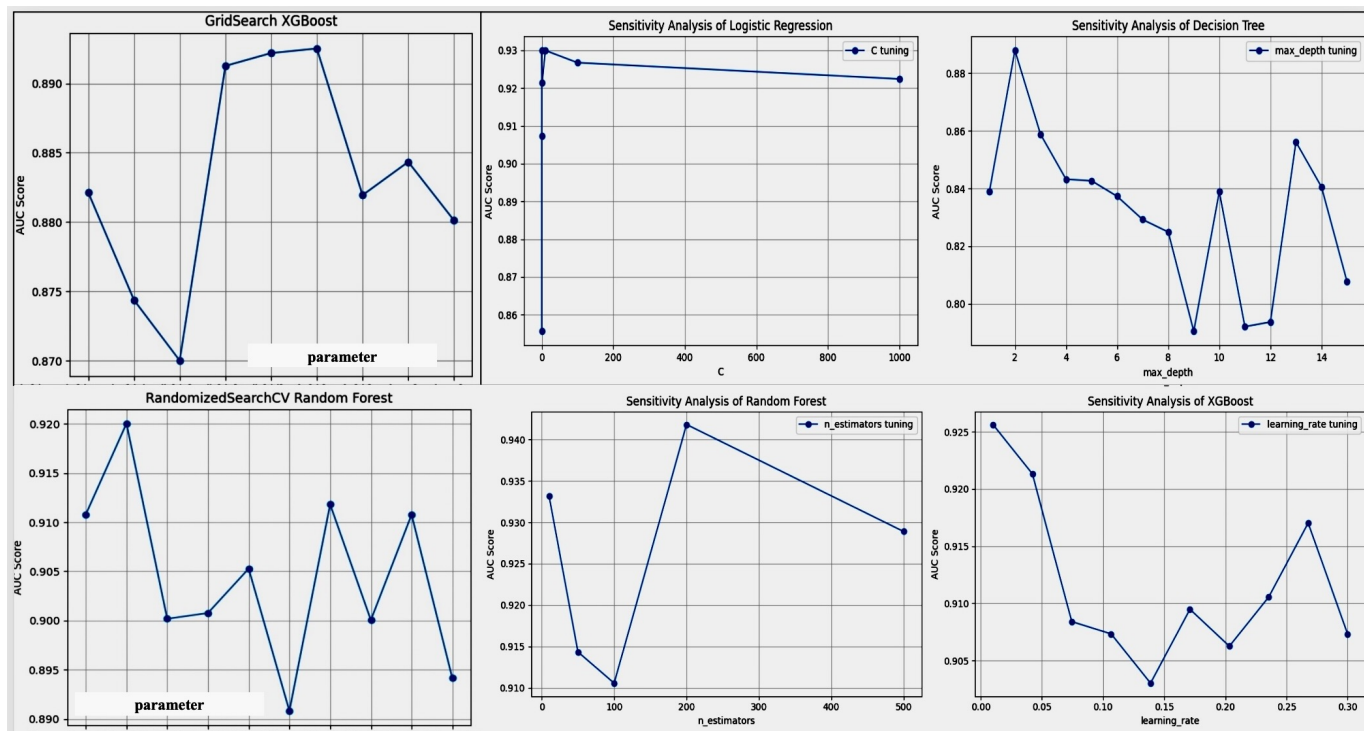 GridSearch XGBoost
0.890
0.885
0.880
0.875
0.870
AUC Score
parameter
Sensitivity Analysis of Logistic Regression
C tuning
0.93
0.92
0.91
0.90
0.89
0.88
0.87
0.86
AUC Score
0 200 400 600 800 1000
C
Sensitivity Analysis of Decision Tree
max_depth tuning
0.88
0.86
0.84
0.82
0.80
AUC Score
2 4 6 8 10 12 14
max_depth
RandomizedSearchCV Random Forest
0.920
0.915
0.910
0.905
0.900
0.895
0.890
AUC Score
parameter
Sensitivity Analysis of Random Forest
n_estimators tuning
0.940
0.935
0.930
0.925
0.920
0.915
0.910
AUC Score
0 100 200 300 400 500
n_estimators
Sensitivity Analysis of XGBoost
learning_rate tuning
0.925
0.920
0.915
0.910
0.905
AUC Score
0.00 0.05 0.10 0.15 0.20 0.25 0.30
learning_rate